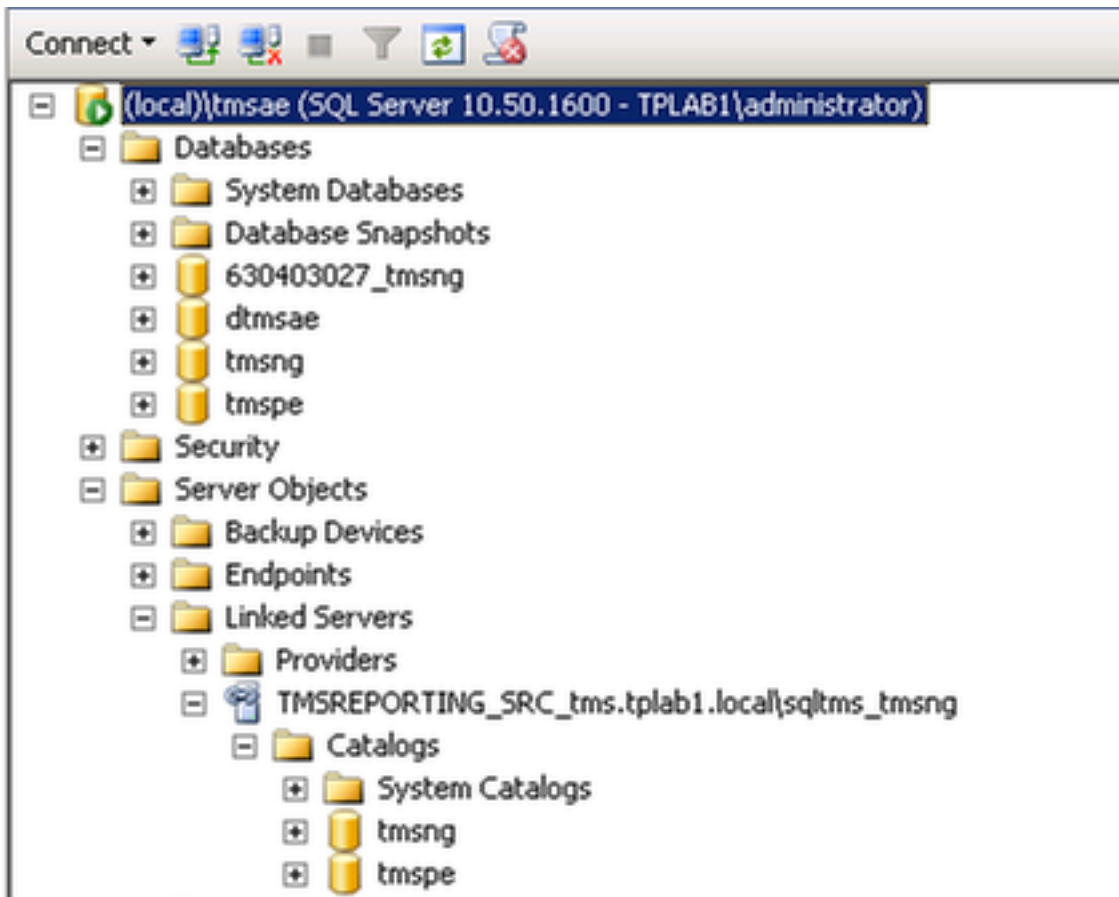 Connect
(local)\tmsae (SQL Server 10.50.1600 - TPLAB1\administrator)
Databases
System Databases
Database Snapshots
630403027_tmsng
dtmsae
tmsng
tmspe
Security
Server Objects
Backup Devices
Endpoints
Linked Servers
Providers
TMSREPORTING_SRC_tms.tplab1.local\sqltms_tmsng
Catalogs
System Catalogs
tmsng
tmspe